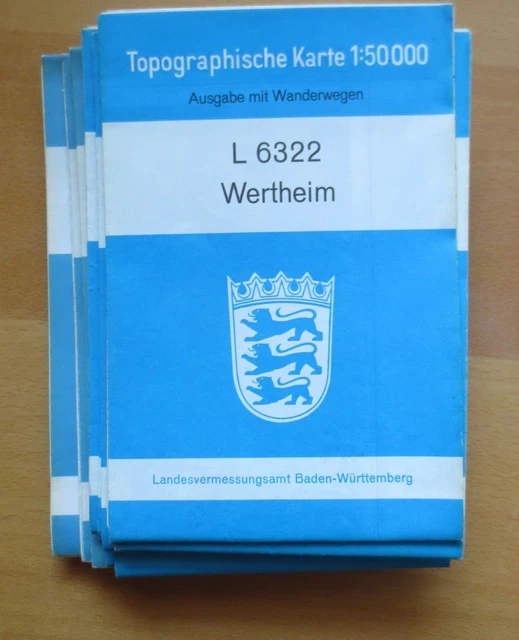 Topographische Karte 1:50000
Ausgabe mit Wanderwegen
L 6322
Wertheim
Landesvermessungsamt Baden-Württemberg